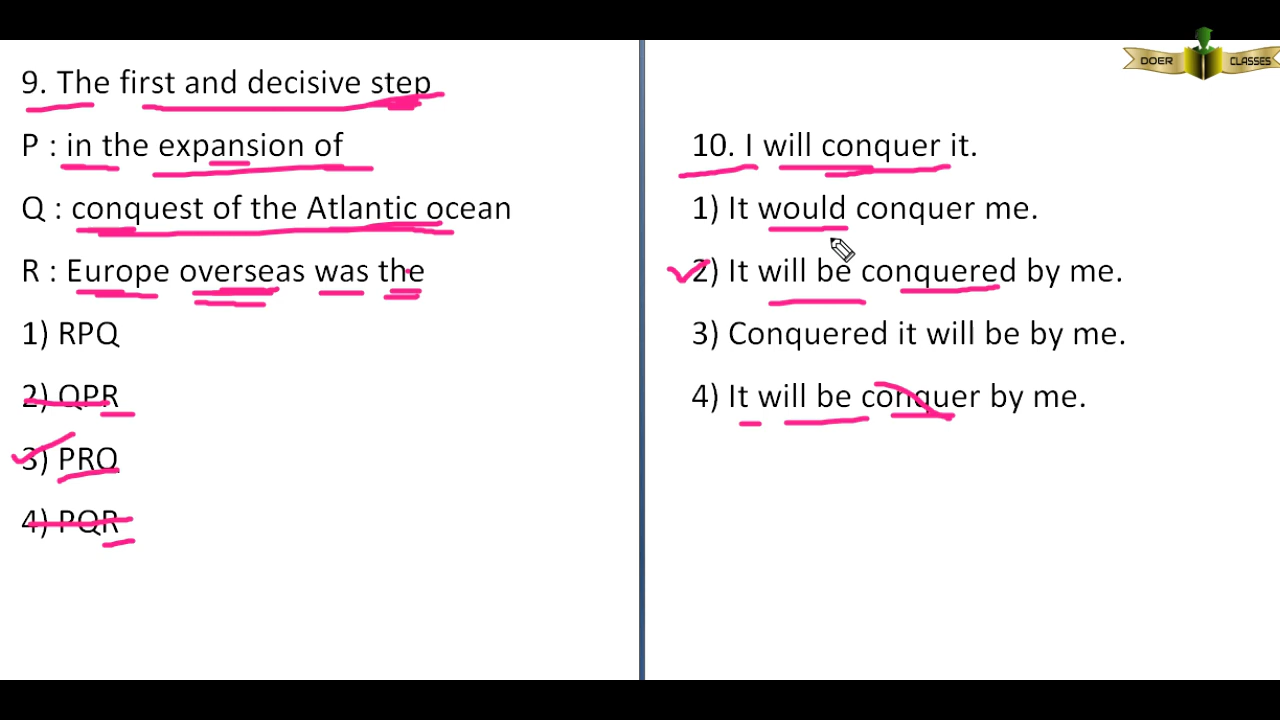 9. The first and decisive step
P : in the expansion of
Q : conquest of the Atlantic ocean
R : Europe overseas was the
1) RPQ
2) QPR
3) PRQ
4) PQR
DOER CLASSES
10. I will conquer it.
1) It would conquer me.
2) It will be conquered by me.
3) Conquered it will be by me.
4) It will be conquer by me.